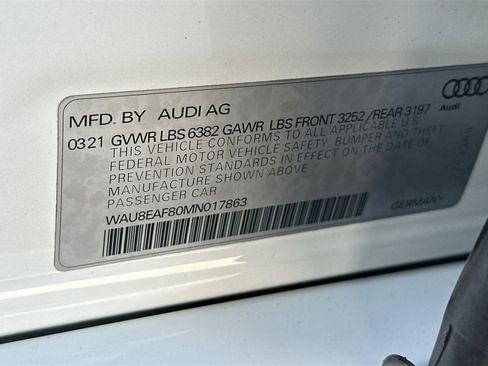 MFD. BY AUDI AG
Audi
0321 GVWR LBS 6382 GAWR LBS FRONT 3252 / REAR 3197
THIS VEHICLE CONFORMS TO ALL APPLICABLE U.S.
FEDERAL MOTOR VEHICLE SAFETY, BUMPER AND THEFT
PREVENTION STANDARDS IN EFFECT ON THE DATE OF
MANUFACTURE SHOWN ABOVE
PASSENGER CAR
WAU8EAF80MN017863
GERMANY